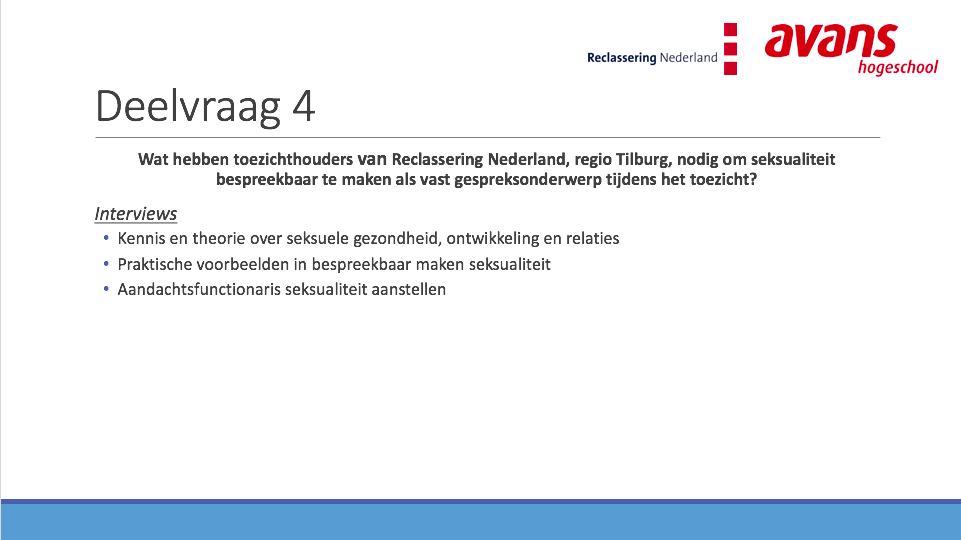 Reclassering Nederland
avans
hogeschool
Deelvraag 4
Wat hebben toezichthouders van Reclassering Nederland, regio Tilburg, nodig om seksualiteit
bespreekbaar te maken als vast gespreksonderwerp tijdens het toezicht?
Interviews
• Kennis en theorie over seksuele gezondheid, ontwikkeling en relaties
• Praktische voorbeelden in bespreekbaar maken seksualiteit
• Aandachtsfunctionaris seksualiteit aanstellen